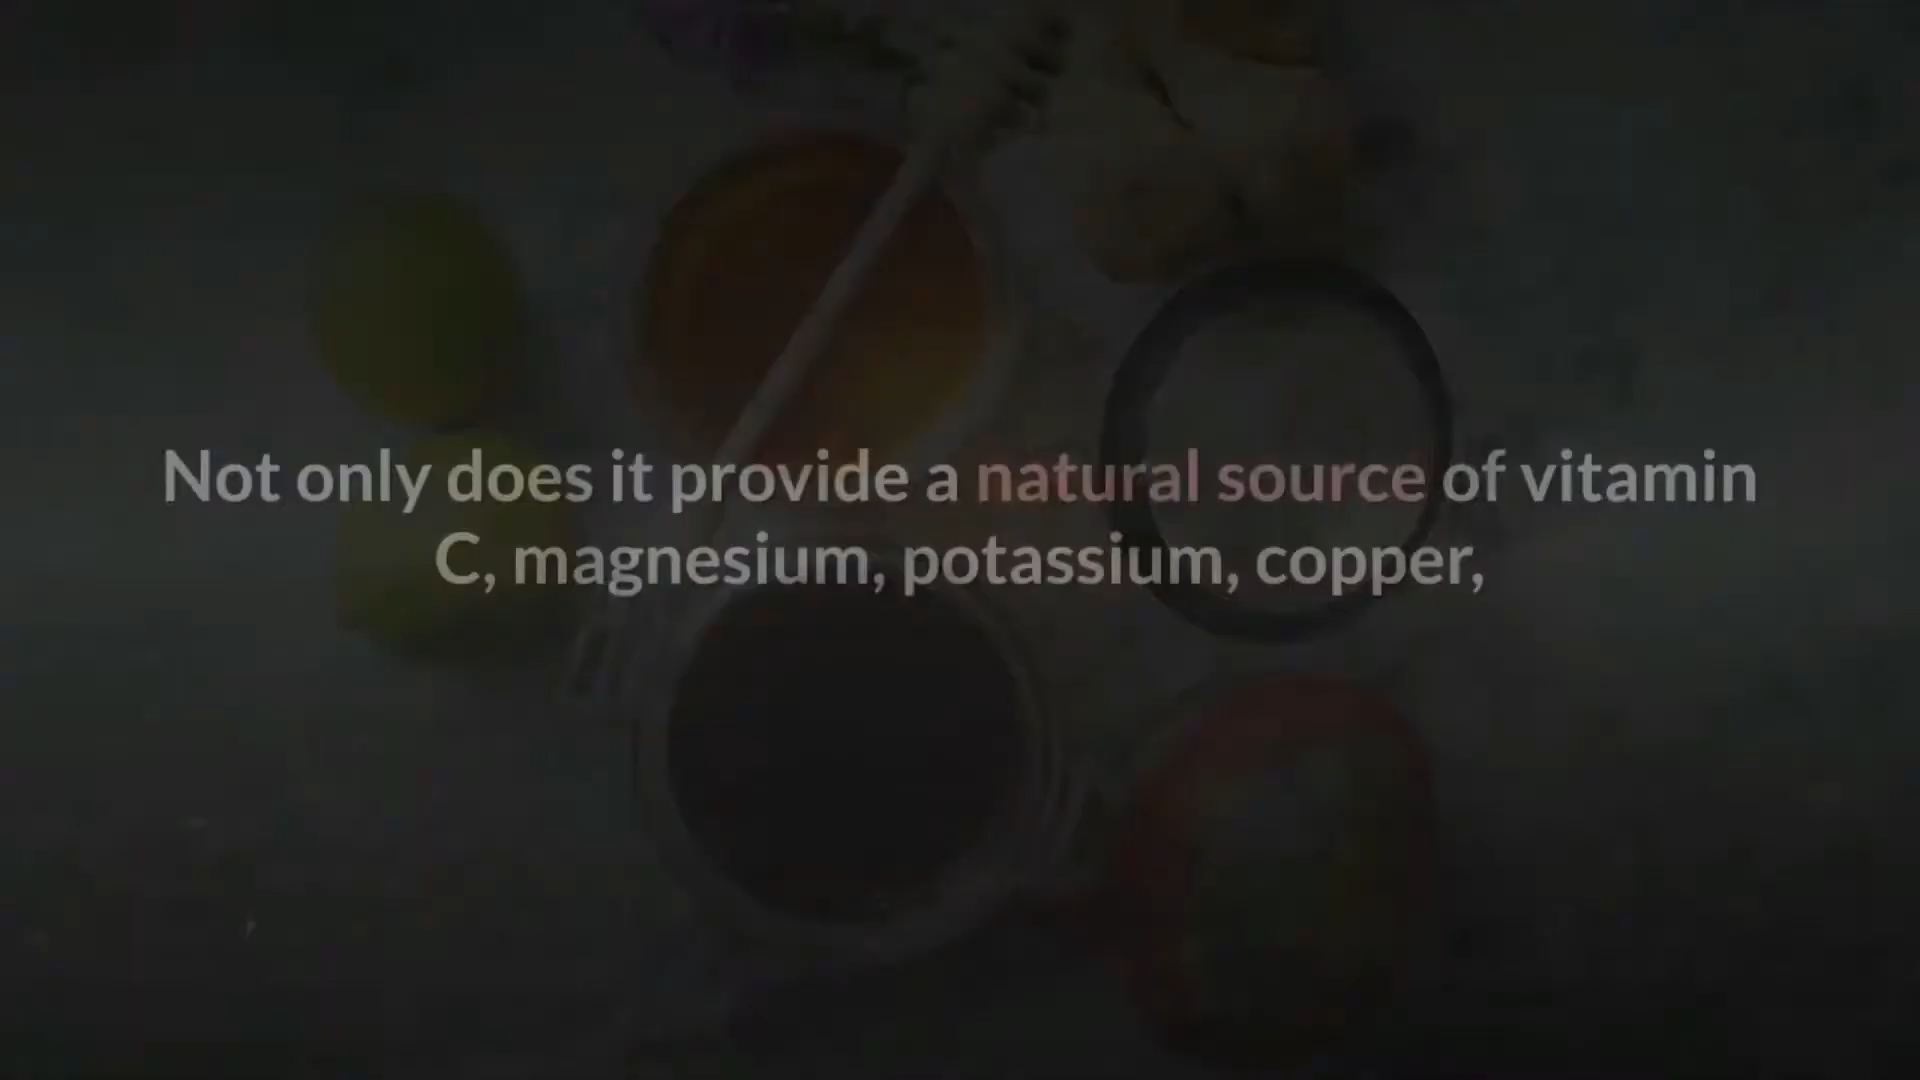 Not only does it provide a natural source of vitamin
C, magnesium, potassium, copper,